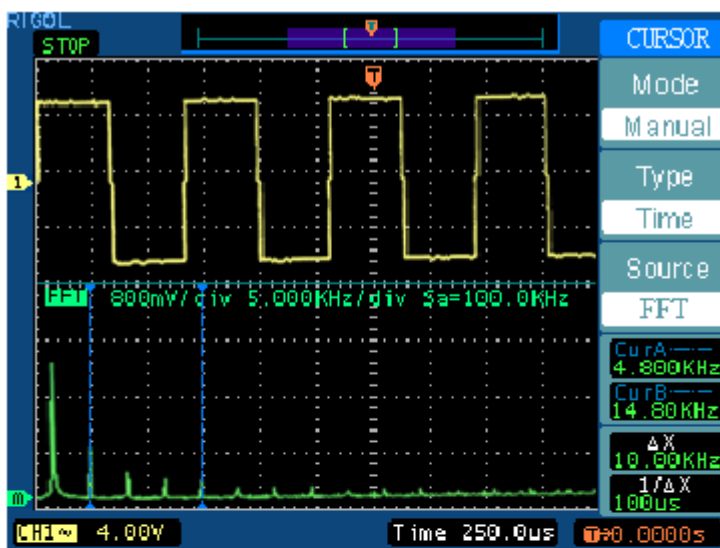 RIGOL
STOP
T
T
CURSOR
Mode
Manual
Type
Time
Source
FFT
CurA
4.800KHz
CurB
14.80KHz
ΔX
10.00KHz
1/ΔX
100us
1
FFT 800mV/div 5.000KHz/div Sa=100.0KHz
m
CH1~ 4.00V
Time 250.0us
T→0.0000s